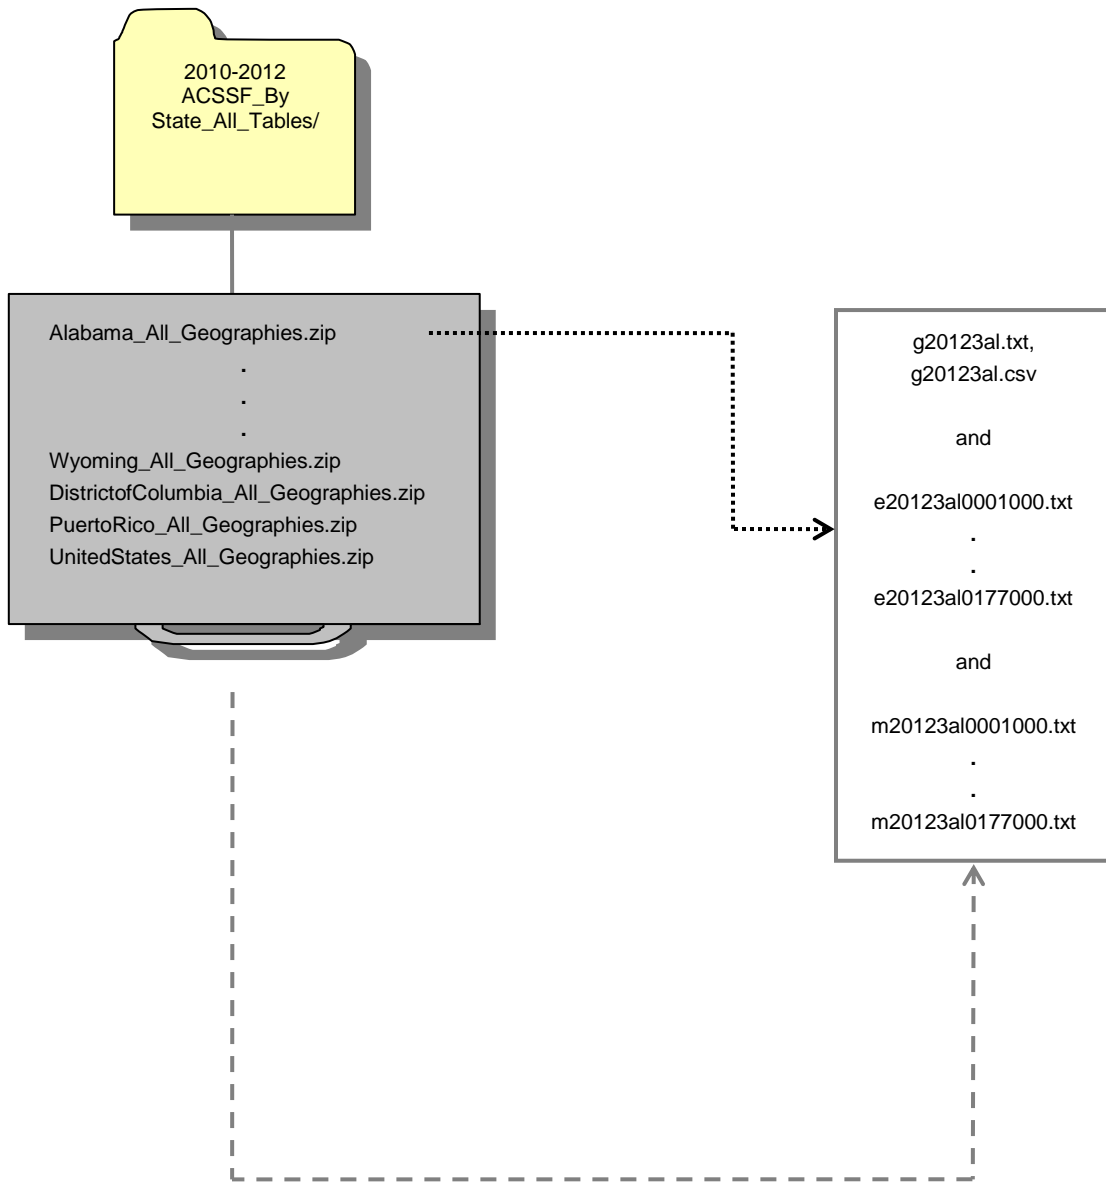 2010-2012
ACSSF_By
State_All_Tables/
Alabama_All_Geographies.zip
.
.
.
Wyoming_All_Geographies.zip
DistrictofColumbia_All_Geographies.zip
PuertoRico_All_Geographies.zip
UnitedStates_All_Geographies.zip
g20123al.txt,
g20123al.csv
and
e20123al0001000.txt
.
.
e20123al0177000.txt
and
m20123al0001000.txt
.
.
m20123al0177000.txt